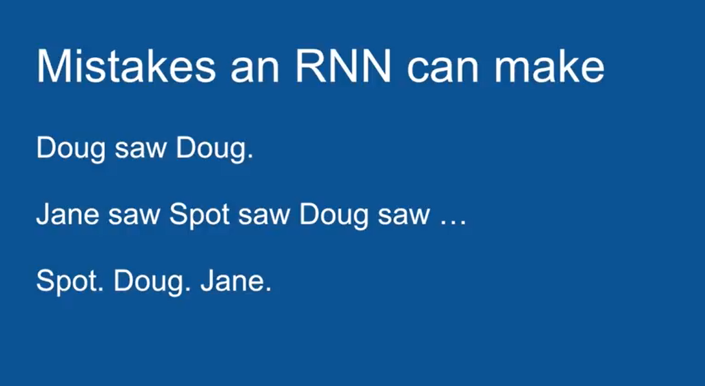 Mistakes an RNN can make
Doug saw Doug.
Jane saw Spot saw Doug saw …
Spot. Doug. Jane.